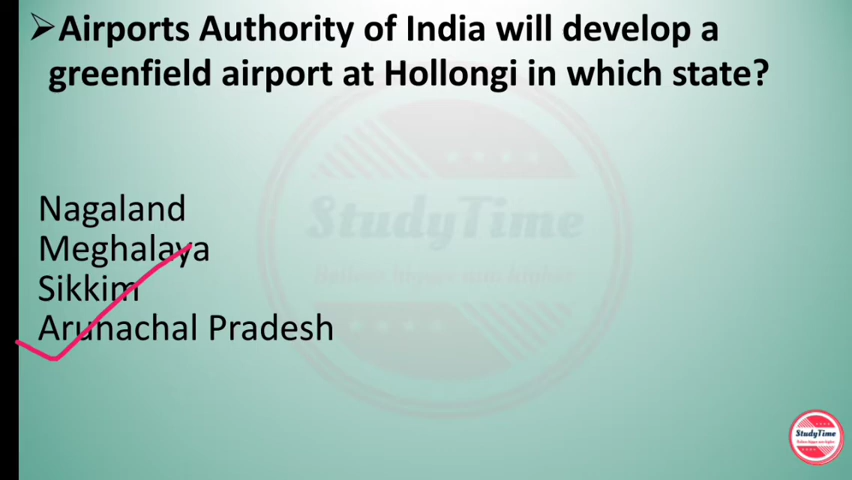 ➢Airports Authority of India will develop a
greenfield airport at Hollongi in which state?
Nagaland
Meghalaya
Sikkim
Arunachal Pradesh
StudyTime
StudyTime